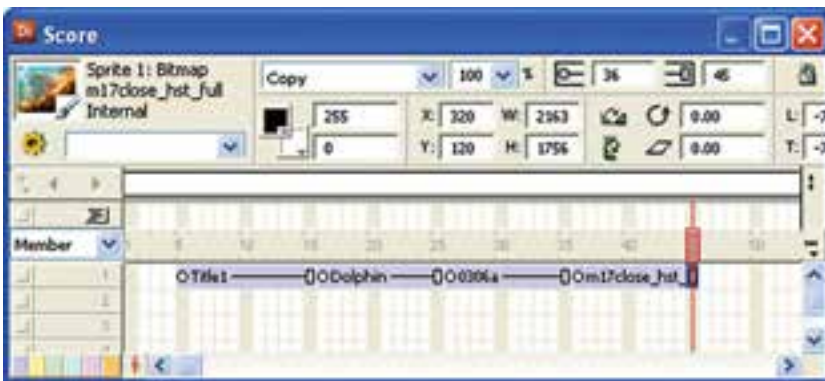 Score
Sprite 1: Bitmap
m17close_hst_full
Internal
Copy
100 %
36
45
255
0
X: 320 W: 2163
Y: 120 H: 1756
0.00
0.00
L:
T:
Member
5 10 15 20 25 30 35 40 50
1
2
3
Title1 Dolphin 0306a m17close_hst_